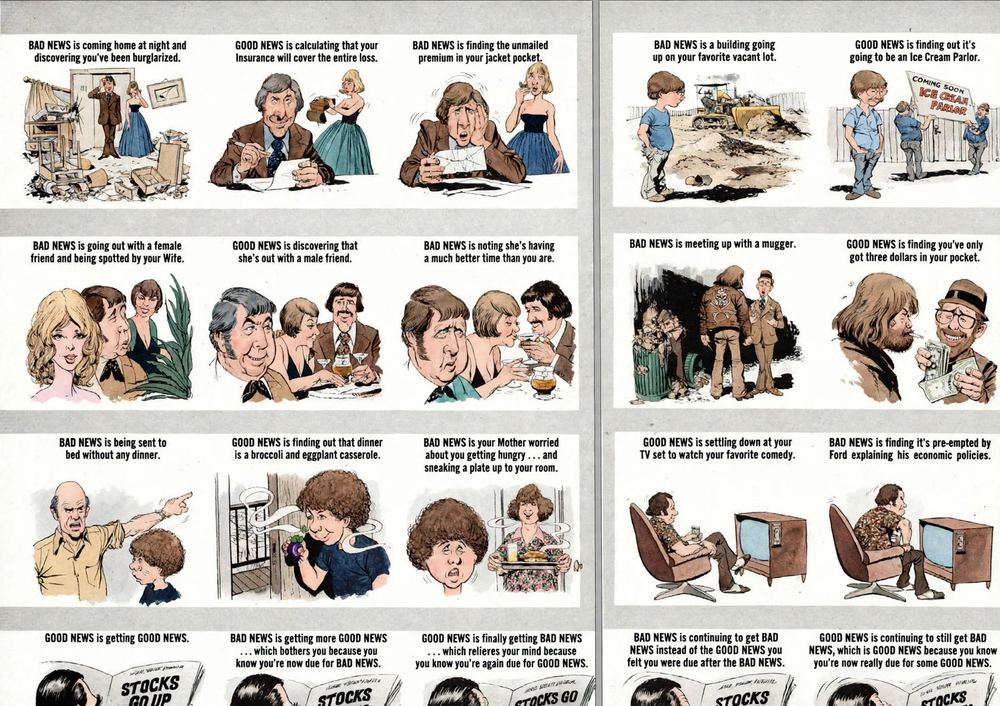 BAD NEWS is coming home at night and
discovering you've been burglarized.
GOOD NEWS is calculating that your
Insurance will cover the entire loss.
BAD NEWS is finding the unmailed
premium in your jacket pocket.
BAD NEWS is a building going
up on your favorite vacant lot.
GOOD NEWS is finding out it's
going to be an Ice Cream Parlor.
COMING SOON
ICE CREAM
PARLOR
BAD NEWS is going out with a female
friend and being spotted by your Wife.
GOOD NEWS is discovering that
she's out with a male friend.
BAD NEWS is noting she's having
a much better time than you are.
BAD NEWS is meeting up with a mugger.
GOOD NEWS is finding you've only
got three dollars in your pocket.
BAD NEWS is being sent to
bed without any dinner.
GOOD NEWS is finding out that dinner
is a broccoli and eggplant casserole.
BAD NEWS is your Mother worried
about you getting hungry . . . and
sneaking a plate up to your room.
GOOD NEWS is settling down at your
TV set to watch your favorite comedy.
BAD NEWS is finding it's pre-empted by
Ford explaining his economic policies.
GOOD NEWS is getting GOOD NEWS.
STOCKS
GO UP
BAD NEWS is getting more GOOD NEWS
. . . which bothers you because you
know you're now due for BAD NEWS.
STOCKS
GOOD NEWS is finally getting BAD NEWS
. . . which relieres your mind because
you know you're again due for GOOD NEWS.
STOCKS GO
BAD NEWS is continuing to get BAD
NEWS instead of the GOOD NEWS you
felt you were due after the BAD NEWS.
STOCKS
GOOD NEWS is continuing to still get BAD
NEWS, which is GOOD NEWS because you know
you're now really due for some GOOD NEWS.
STOCKS